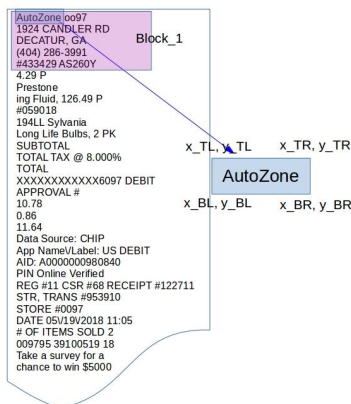 AutoZone oo97
1924 CANDLER RD
DECATUR, GA
(404) 286-3991
#433429 AS260Y
Block_1
4.29 P
Prestone
ing Fluid, 126.49 P
#059018
194LL Sylvania
Long Life Bulbs, 2 PK
SUBTOTAL
TOTAL TAX @ 8.000%
TOTAL
XXXXXXXXXXXX6097 DEBIT
APPROVAL #
10.78
0.86
11.64
Data Source: CHIP
App Name\/Label: US DEBIT
AID: A0000000980840
PIN Online Verified
REG #11 CSR #68 RECEIPT #122711
STR, TRANS #953910
STORE #0097
DATE 05\/19\/2018 11:05
# OF ITEMS SOLD 2
009795 39100519 18
Take a survey for a
chance to win $5000
x_TL, y_TL
x_TR, y_TR
AutoZone
x_BL, y_BL
x_BR, y_BR